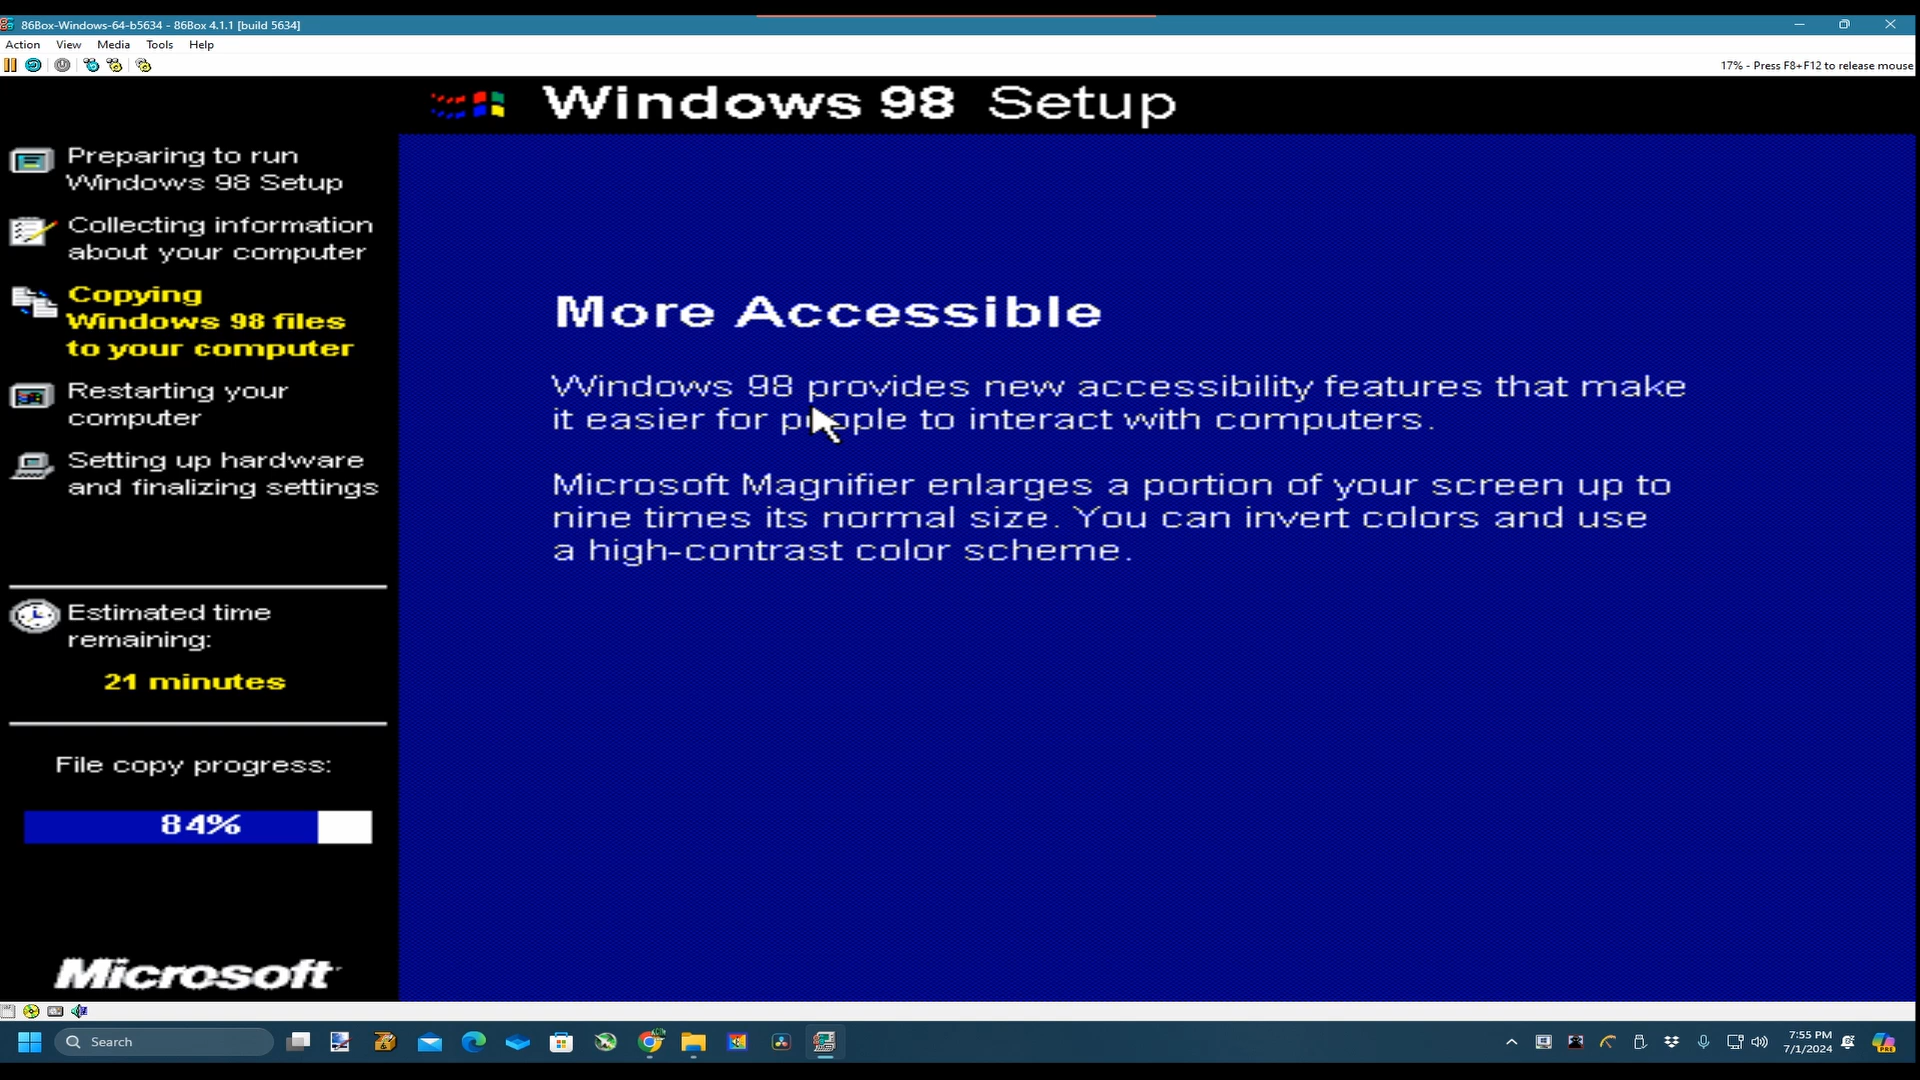 86Box-Windows-64-b5634 - 86Box 4.1.1 [build 5634]
Action View Media Tools Help
17% - Press F8+F12 to release mouse
Windows 98 Setup
Preparing to run
Windows 98 Setup
Collecting information
about your computer
Copying
Windows 98 files
to your computer
Restarting your
computer
Setting up hardware
and finalizing settings
Estimated time
remaining:
21 minutes
File copy progress:
84%
Microsoft
More Accessible
Windows 98 provides new accessibility features that make
it easier for people to interact with computers.
Microsoft Magnifier enlarges a portion of your screen up to
nine times its normal size. You can invert colors and use
a high-contrast color scheme.
Search
7:55 PM
7/1/2024
PRE